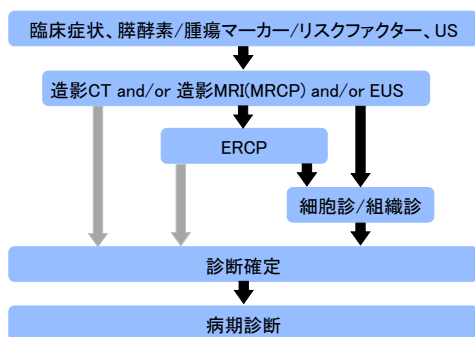 臨床症状、膵酵素/腫瘍マーカー/リスクファクター、US
造影CT and/or 造影MRI(MRCP) and/or EUS
ERCP
細胞診/組織診
診断確定
病期診断